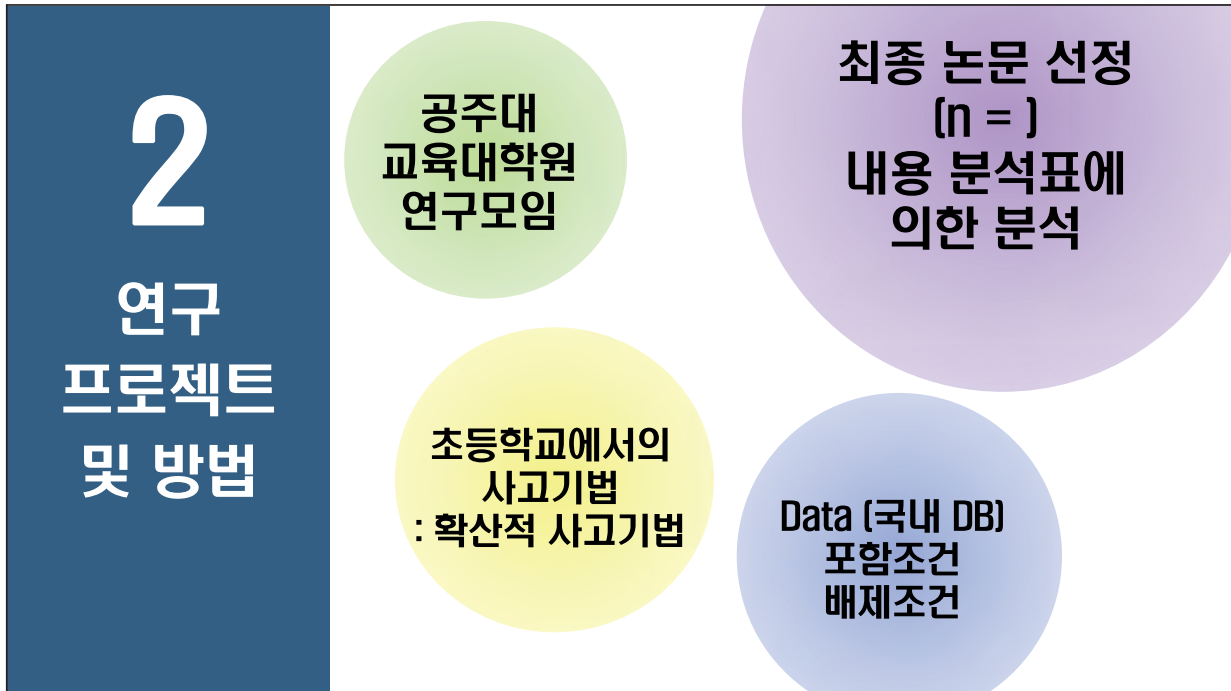 2
연구
프로젝트
및 방법
공주대
교육대학원
연구모임
최종 논문 선정
(n = )
내용 분석표에
의한 분석
초등학교에서의
사고기법
: 확산적 사고기법
Data (국내 DB)
포함조건
배제조건